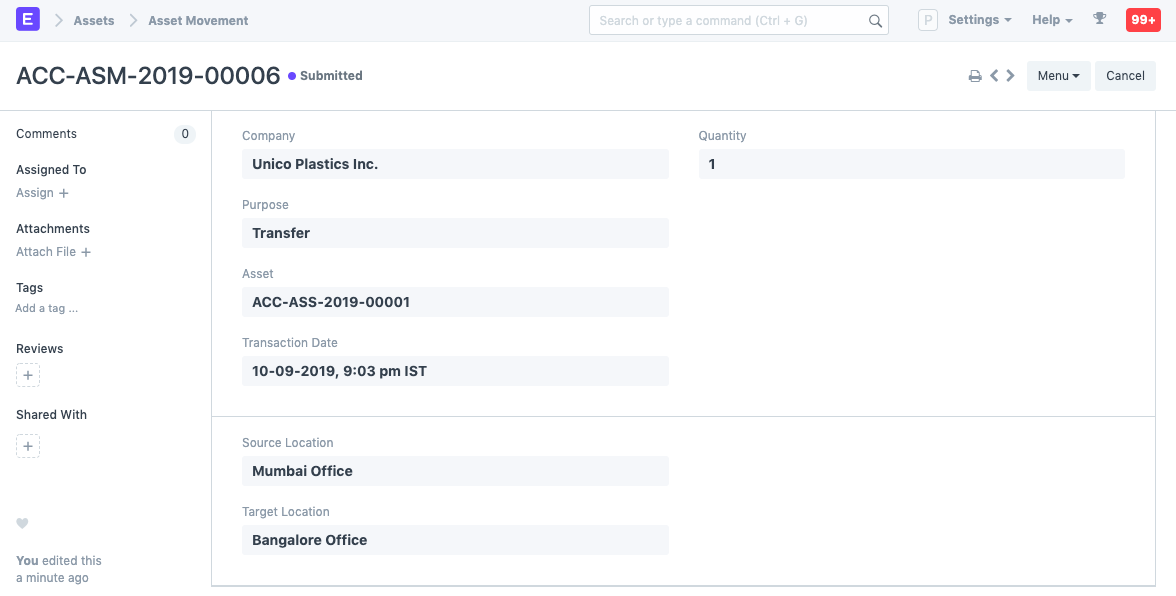 E Assets Asset Movement Search or type a command (Ctrl + G) P Settings Help 99+
ACC-ASM-2019-00006 Submitted Menu Cancel
Comments 0
Assigned To
Assign +
Attachments
Attach File +
Tags
Add a tag ...
Reviews
+
Shared With
+
You edited this
a minute ago
Company
Unico Plastics Inc.
Purpose
Transfer
Asset
ACC-ASS-2019-00001
Transaction Date
10-09-2019, 9:03 pm IST
Quantity
1
Source Location
Mumbai Office
Target Location
Bangalore Office